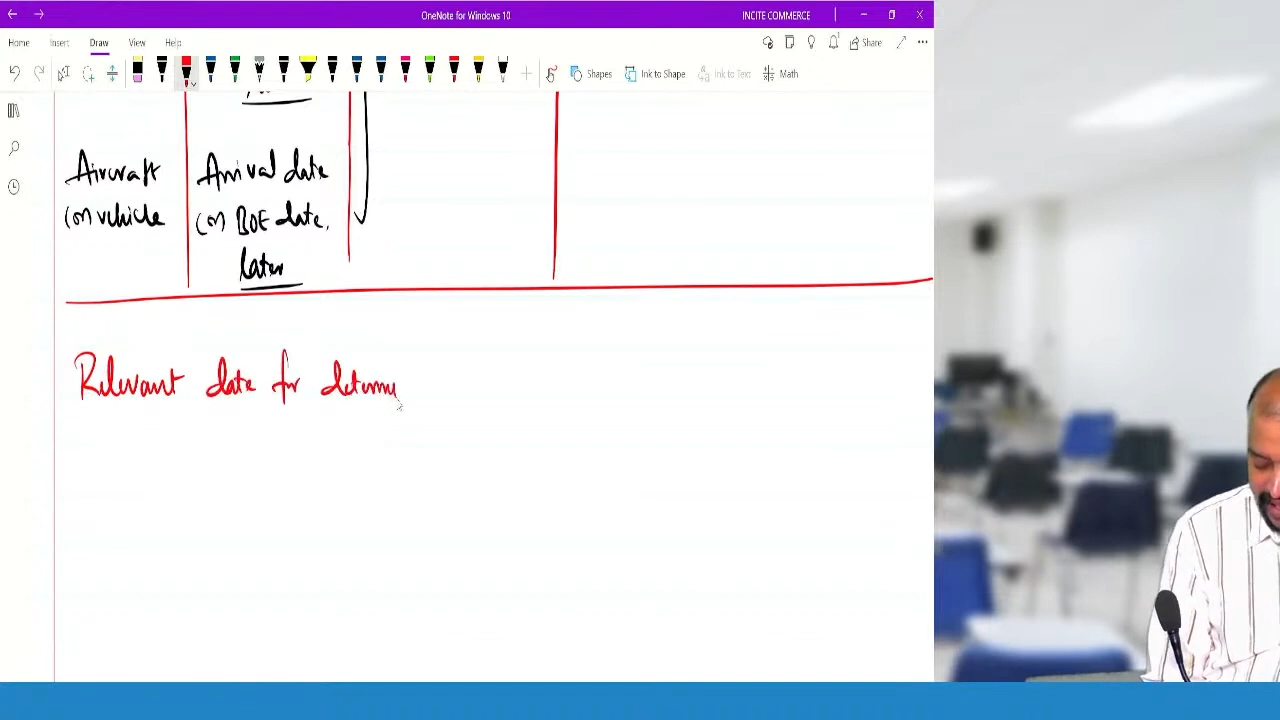 OneNote for Windows 10
INCITE COMMERCE
Home Insert Draw View Help
Share
Shapes
Ink to Shape
Ink to Text
Math
Aircraft
(or) vehicle
Arrival date
(or) BOE date,
later
Relevant date for determi